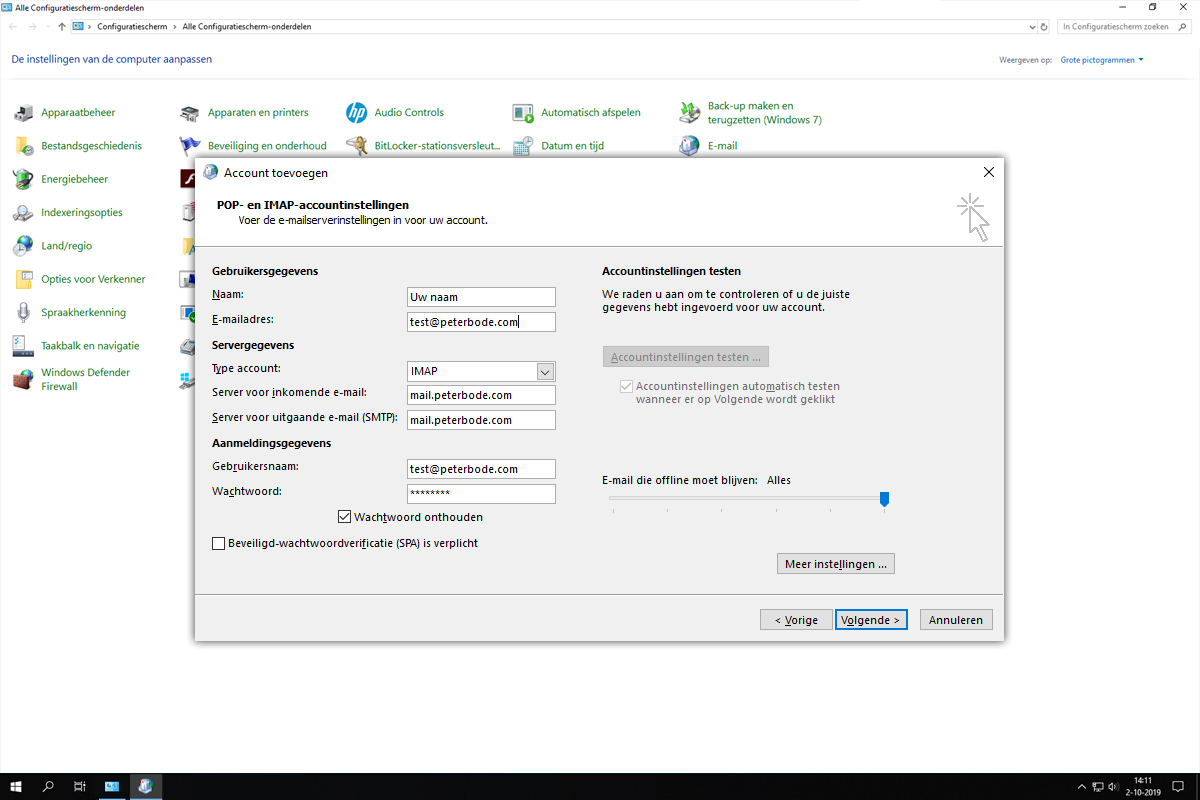 Alle Configuratiescherm-onderdelen
Configuratiescherm > Alle Configuratiescherm-onderdelen
In Configuratiescherm zoeken
De instellingen van de computer aanpassen
Weergeven op: Grote pictogrammen
Apparaatbeheer
Apparaten en printers
Audio Controls
Automatisch afspelen
Back-up maken en
terugzetten (Windows 7)
Bestandsgeschiedenis
Beveiliging en onderhoud
BitLocker-stationsversleut...
Datum en tijd
E-mail
Energiebeheer
Indexeringsopties
Land/regio
Opties voor Verkenner
Spraakherkenning
Taakbalk en navigatie
Windows Defender
Firewall
Account toevoegen
POP- en IMAP-accountinstellingen
Voer de e-mailserverinstellingen in voor uw account.
Gebruikersgegevens
Naam: Uw naam
E-mailadres: test@peterbode.com
Servergegevens
Type account: IMAP
Server voor inkomende e-mail: mail.peterbode.com
Server voor uitgaande e-mail (SMTP): mail.peterbode.com
Aanmeldingsgegevens
Gebruikersnaam: test@peterbode.com
Wachtwoord: ********
Wachtwoord onthouden
Beveiligd-wachtwoordverificatie (SPA) is verplicht
Accountinstellingen testen
We raden u aan om te controleren of u de juiste
gegevens hebt ingevoerd voor uw account.
Accountinstellingen testen ...
Accountinstellingen automatisch testen
wanneer er op Volgende wordt geklikt
E-mail die offline moet blijven: Alles
Meer instellingen ...
< Vorige
Volgende >
Annuleren
14:11
2-10-2019